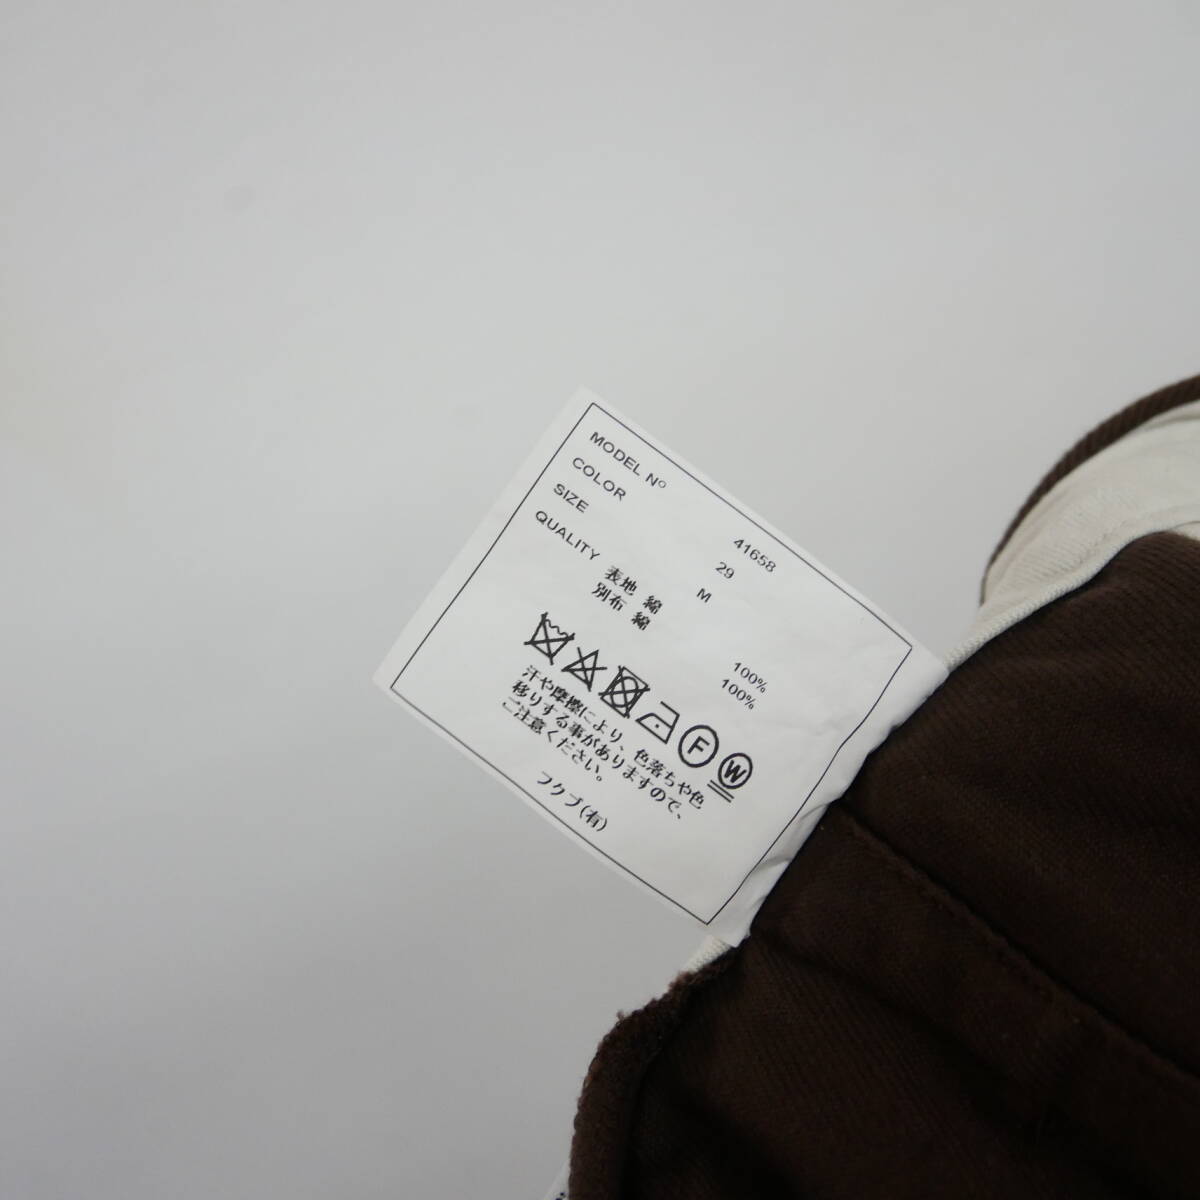 MODEL Nº 41658
COLOR 29
SIZE M
QUALITY
表地 綿 100%
別布 綿 100%
F W
汗や摩擦により、色落ちや色
移りする事がありますので、
ご注意ください。
フケブ(有)